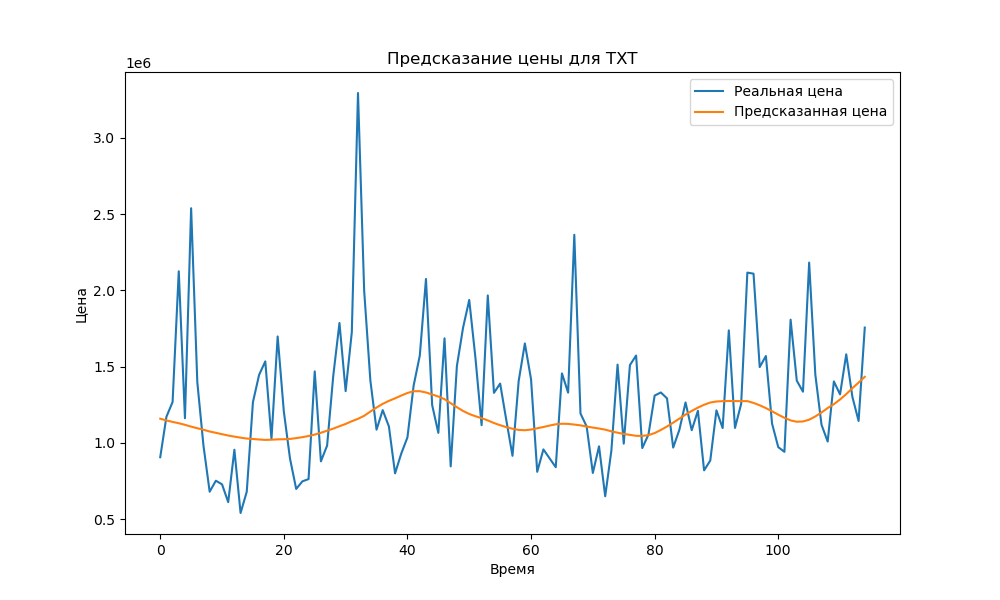 Предсказание цены для TXT
1e6
Реальная цена
Предсказанная цена
3.0
2.5
2.0
1.5
1.0
0.5
Цена
0 20 40 60 80 100
Время